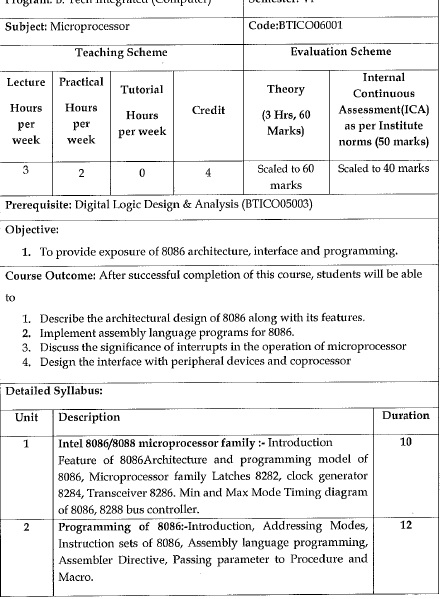 Program: B. Tech Integrated (Computer) Semester: VI
Subject: Microprocessor Code:BTICO06001
Teaching Scheme Evaluation Scheme
Lecture Hours per week
Practical Hours per week
Tutorial Hours per week
Credit
Theory (3 Hrs, 60 Marks)
Internal Continuous Assessment(ICA) as per Institute norms (50 marks)
3 2 0 4 Scaled to 60 marks Scaled to 40 marks
Prerequisite: Digital Logic Design & Analysis (BTICO05003)
Objective:
1. To provide exposure of 8086 architecture, interface and programming.
Course Outcome: After successful completion of this course, students will be able
to
1. Describe the architectural design of 8086 along with its features.
2. Implement assembly language programs for 8086.
3. Discuss the significance of interrupts in the operation of microprocessor
4. Design the interface with peripheral devices and coprocessor
Detailed Syllabus:
Unit Description Duration
1 Intel 8086/8088 microprocessor family :- Introduction 10
Feature of 8086Architecture and programming model of
8086, Microprocessor family Latches 8282, clock generator
8284, Transceiver 8286. Min and Max Mode Timing diagram
of 8086, 8288 bus controller.
2 Programming of 8086:-Introduction, Addressing Modes, 12
Instruction sets of 8086, Assembly language programming,
Assembler Directive, Passing parameter to Procedure and
Macro.